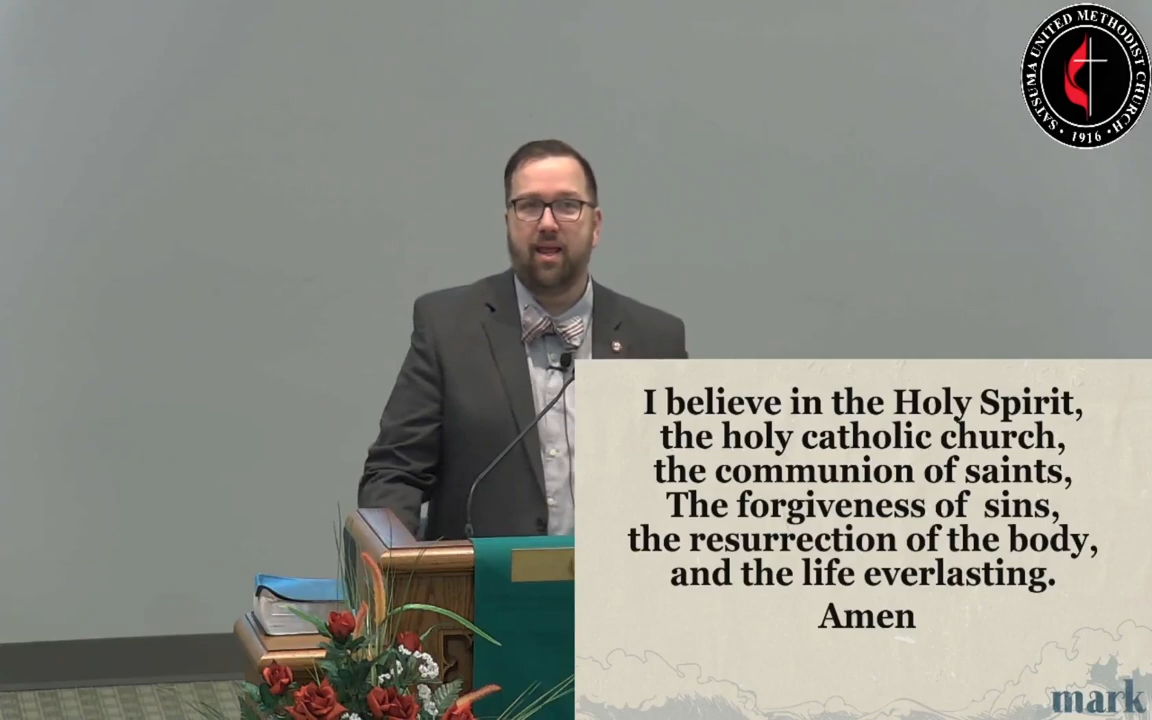 SATSUMA UNITED METHODIST CHURCH
• 1916 •
I believe in the Holy Spirit,
the holy catholic church,
the communion of saints,
The forgiveness of sins,
the resurrection of the body,
and the life everlasting.
Amen
mark